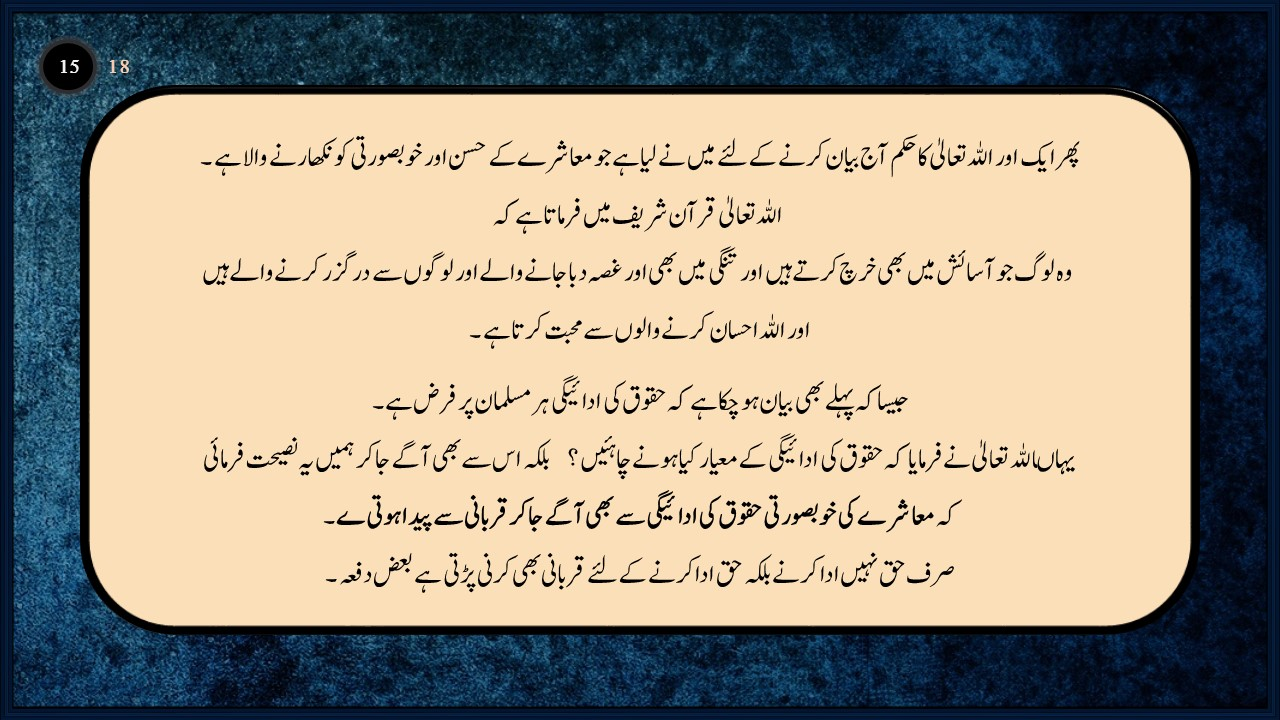 15 18
پھر ایک اور اللہ تعالیٰ کا حکم آج بیان کرنے کے لئے میں نے لیا ہے جو معاشرے کے حسن اور خوبصورتی کو نکھارنے والا ہے۔
اللہ تعالیٰ قرآن شریف میں فرماتا ہے کہ
وہ لوگ جو آسائش میں بھی خرچ کرتے ہیں اور تنگی میں بھی اور غصہ دبا جانے والے اور لوگوں سے درگزر کرنے والے ہیں
اور اللہ احسان کرنے والوں سے محبت کرتا ہے۔
جیسا کہ پہلے بھی بیان ہو چکا ہے کہ حقوق کی ادائیگی ہر مسلمان پر فرض ہے۔
یہاں اللہ تعالیٰ نے فرمایا کہ حقوق کی ادائیگی کے معیار کیا ہونے چاہئیں؟ بلکہ اس سے بھی آگے جا کر ہمیں یہ نصیحت فرمائی
کہ معاشرے کی خوبصورتی حقوق کی ادائیگی سے بھی آگے جا کر قربانی سے پیدا ہوتی ے۔
صرف حق نہیں ادا کرنے بلکہ حق ادا کرنے کے لئے قربانی بھی کرنی پڑتی ہے بعض دفعہ۔